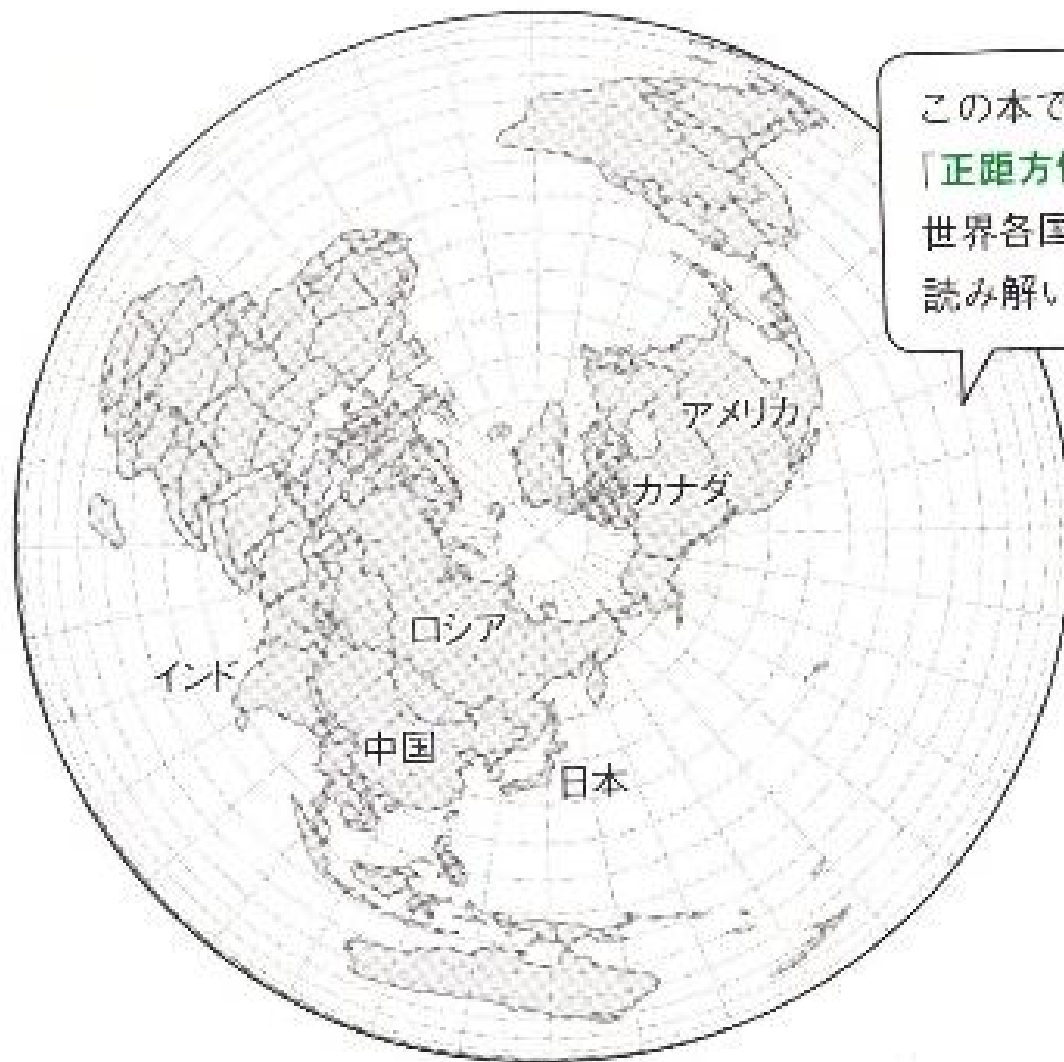 この本で
『正距方
世界各国
読み解い
アメリカ
カナダ
ロシア
インド
中国
日本